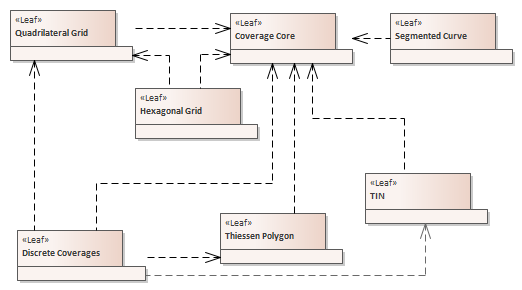 «Leaf»
Quadrilateral Grid
«Leaf»
Coverage Core
«Leaf»
Segmented Curve
«Leaf»
Hexagonal Grid
«Leaf»
TIN
«Leaf»
Thiessen Polygon
«Leaf»
Discrete Coverages